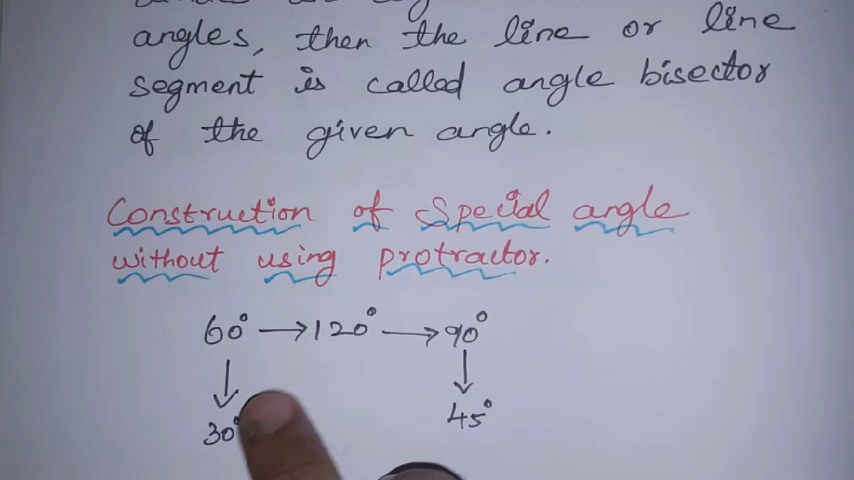 angles, then the line or line
segment is called angle bisector
of the given angle.
Construction of Special angle
without using protractor.
60° → 120° → 90°
↓ ↓
30° 45°